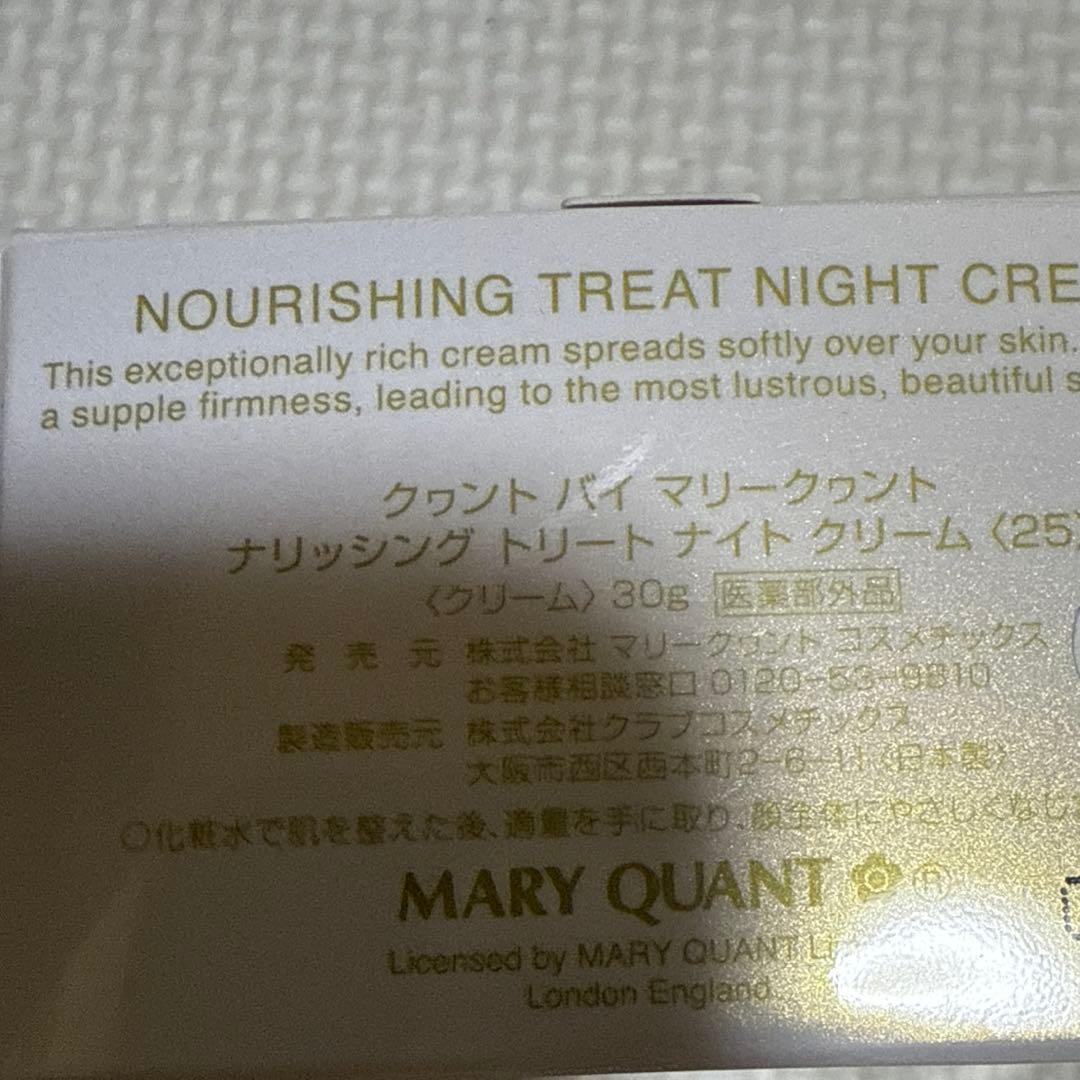 NOURISHING TREAT NIGHT CRE
This exceptionally rich cream spreads softly over your skin.
a supple firmness, leading to the most lustrous, beautiful s
クヮント バイ マリークヮント
ナリッシング トリート ナイト クリーム〈25〉
〈クリーム〉30g 医薬部外品
発売元 株式会社 マリークヮント コスメチックス
お客様相談窓口 0120-53-9810
製造販売元 株式会社クラブコスメチックス
大阪市西区西本町2-6-11〈日本製〉
〇化粧水で肌を整えた後、適量を手に取り、顔全体にやさしくなじ
MARY QUANT ®
Licensed by MARY QUANT
London England